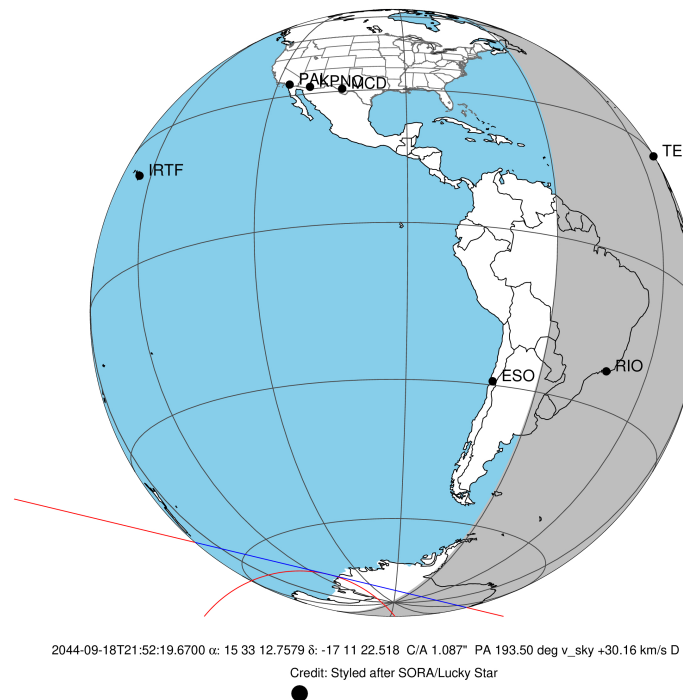 PAL
KPNO
MCD
IRTF
TE
ESO
RIO
2044-09-18T21:52:19.6700 α: 15 33 12.7579 δ: -17 11 22.518 C/A 1.087" PA 193.50 deg v_sky +30.16 km/s D
Credit: Styled after SORA/Lucky Star